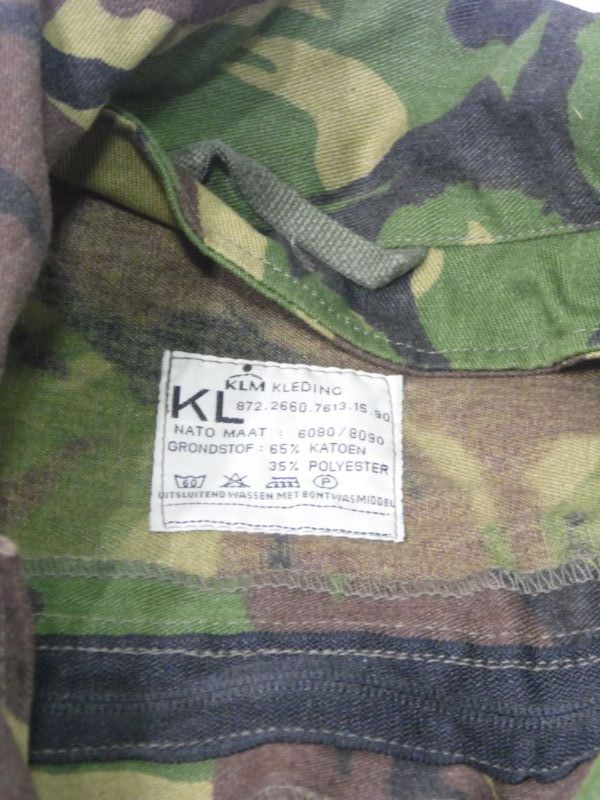 KLM KLEDING
KL 872.2660.7613.15.90
NATO MAAT : 6080/8090
GRONDSTOF : 65% KATOEN
35% POLYESTER
60 P
UITSLUITEND WASSEN MET BONTWASMIDDEL